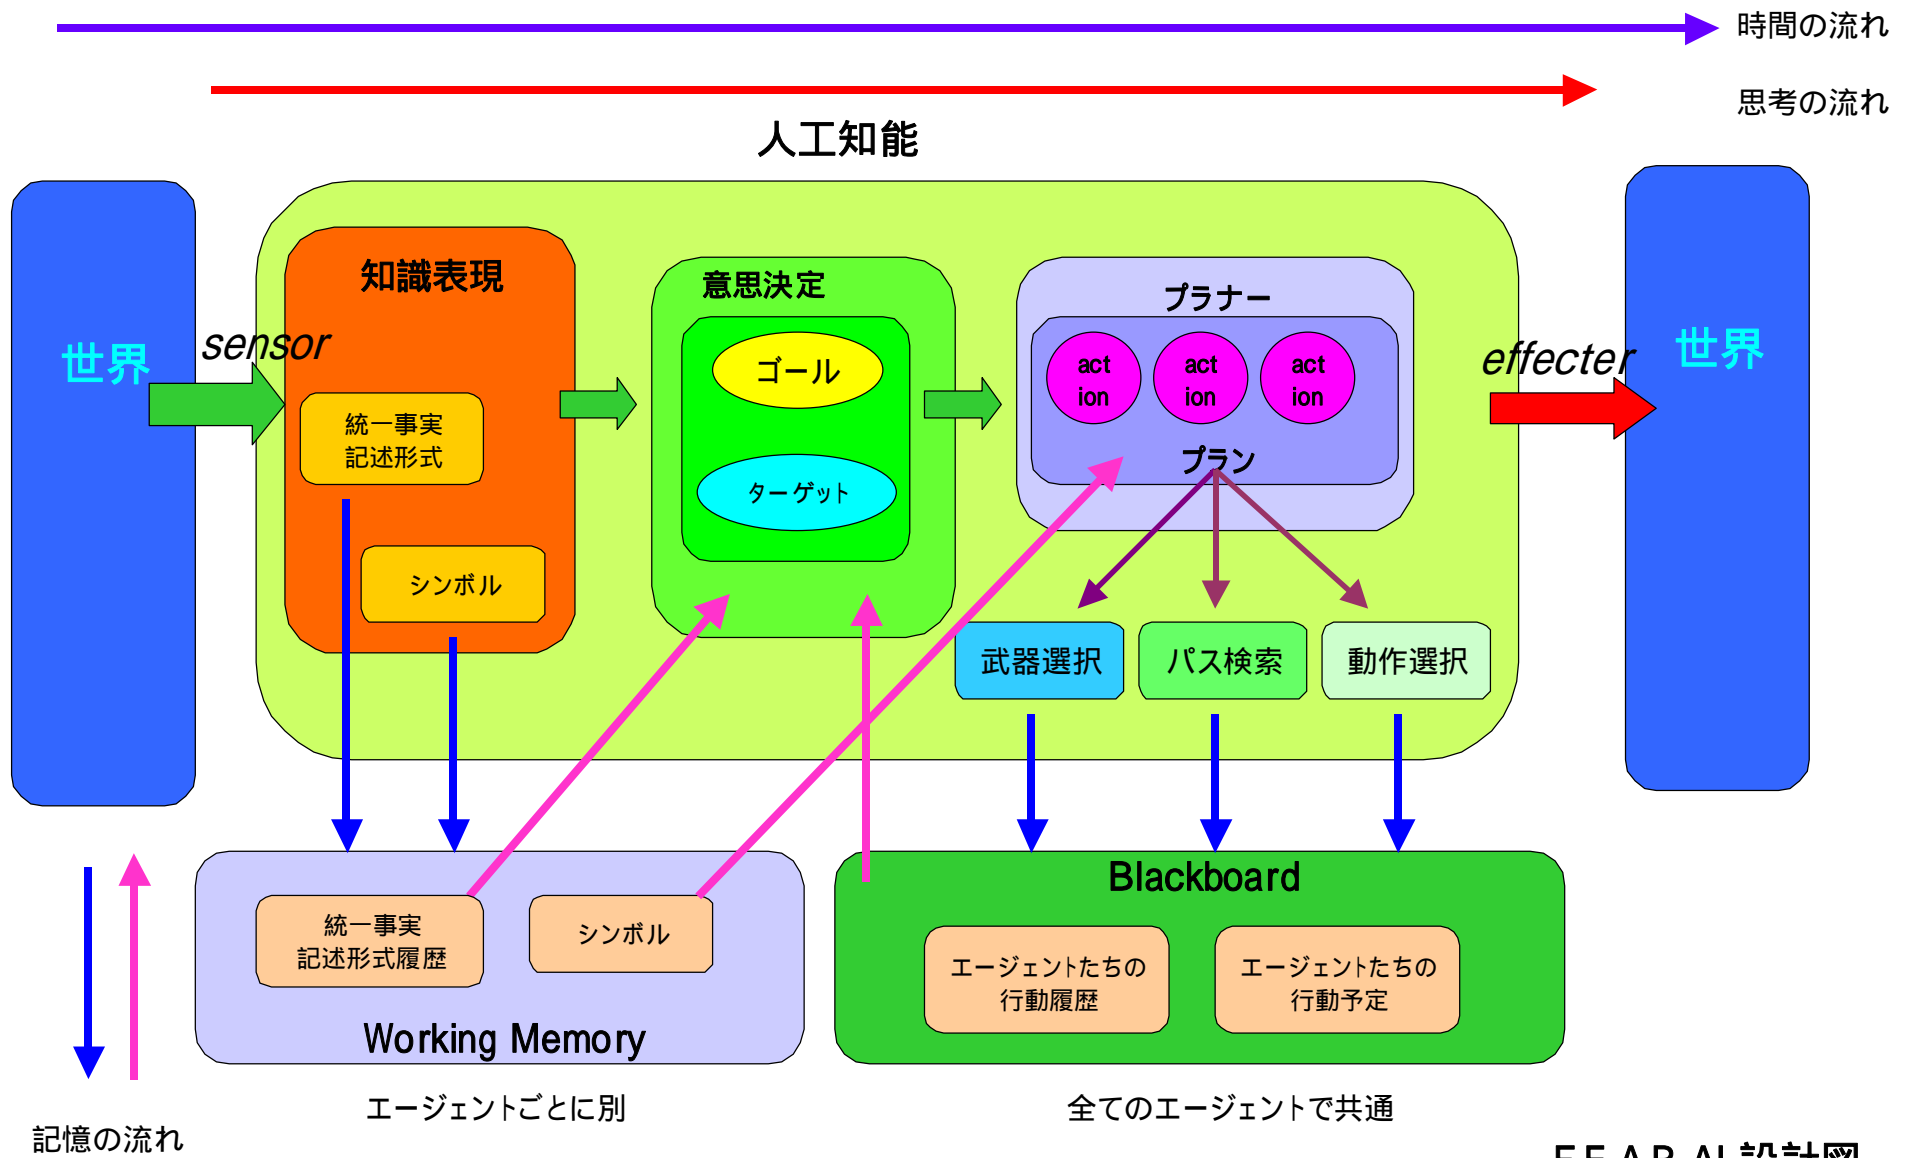 時間の流れ
思考の流れ
人工知能
世界
sensor
知識表現
統一事実
記述形式
シンボル
意思決定
ゴール
ターゲット
プラナー
act
ion
act
ion
act
ion
プラン
武器選択
パス検索
動作選択
effecter
世界
統一事実
記述形式履歴
シンボル
Working Memory
エージェントごとに別
Blackboard
エージェントたちの
行動履歴
エージェントたちの
行動予定
全てのエージェントで共通
記憶の流れ
F.E.A.R AI 設計図